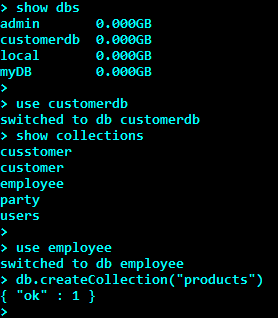 > show dbs
admin       0.000GB
customerdb  0.000GB
local       0.000GB
myDB        0.000GB
>
> use customerdb
switched to db customerdb
> show collections
cusstomer
customer
employee
party
users
>
> use employee
switched to db employee
> db.createCollection("products")
{ "ok" : 1 }
>